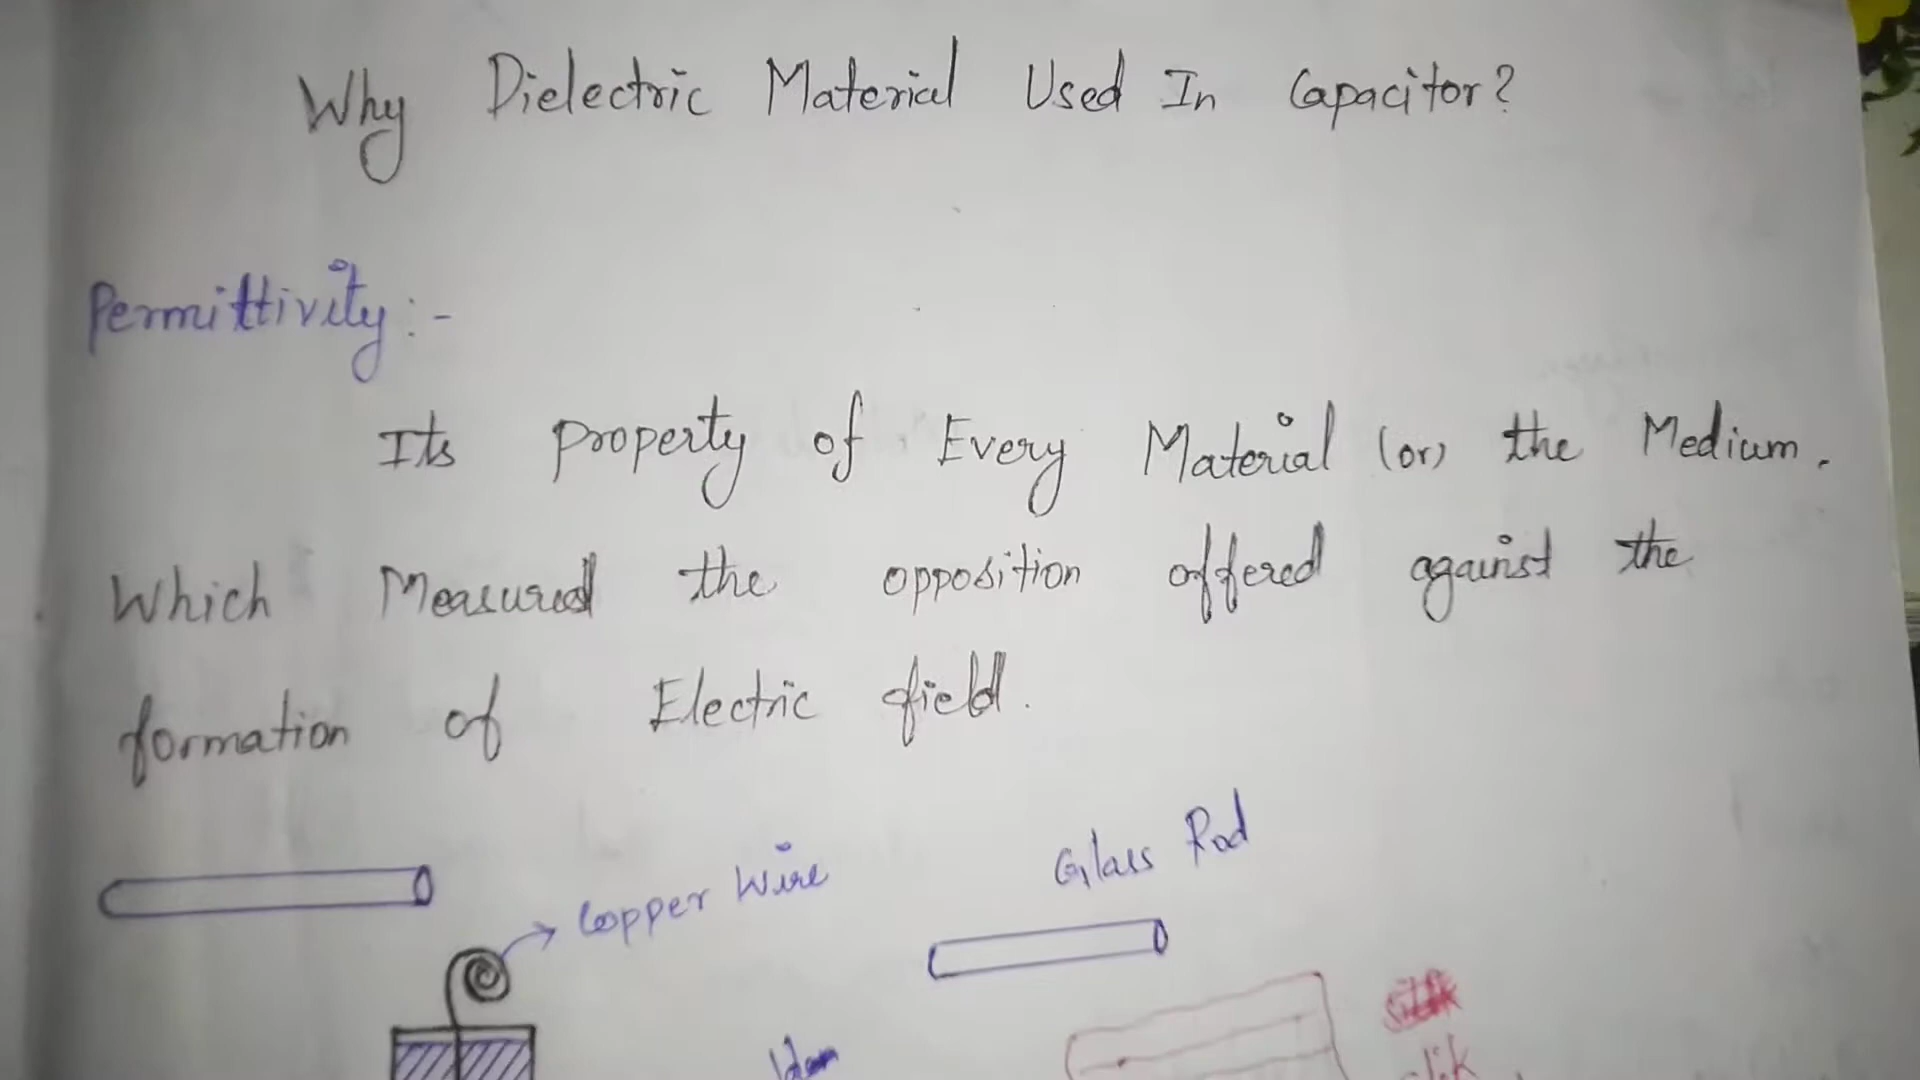 Why Dielectric Material Used In Capacitor?
Permittivity:-
Its property of Every Material (or) the Medium.
Which Measured the opposition offered against the
formation of Electric field.
Glass Rod
Copper Wire